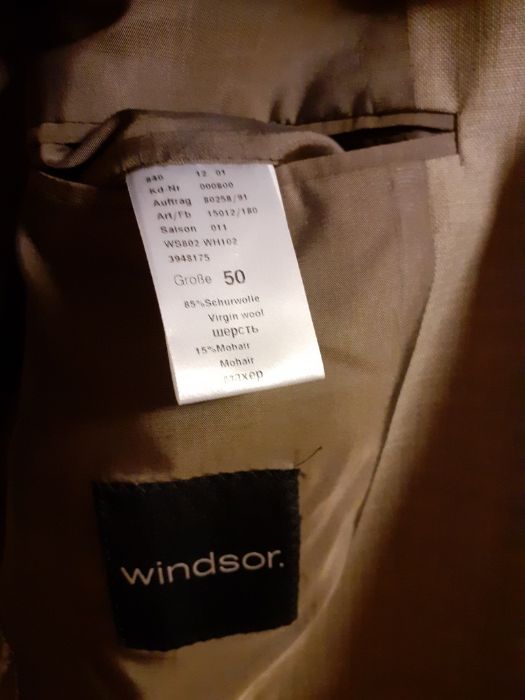 840 12 01
Kd-Nr 000800
Auftrag 80258/91
Art/Fb 15012/180
Saison 011
WS802 WH102
3948175
Größe 50
85%Schurwolle
Virgin wool
шерсть
15%Mohair
Mohair
windsor.